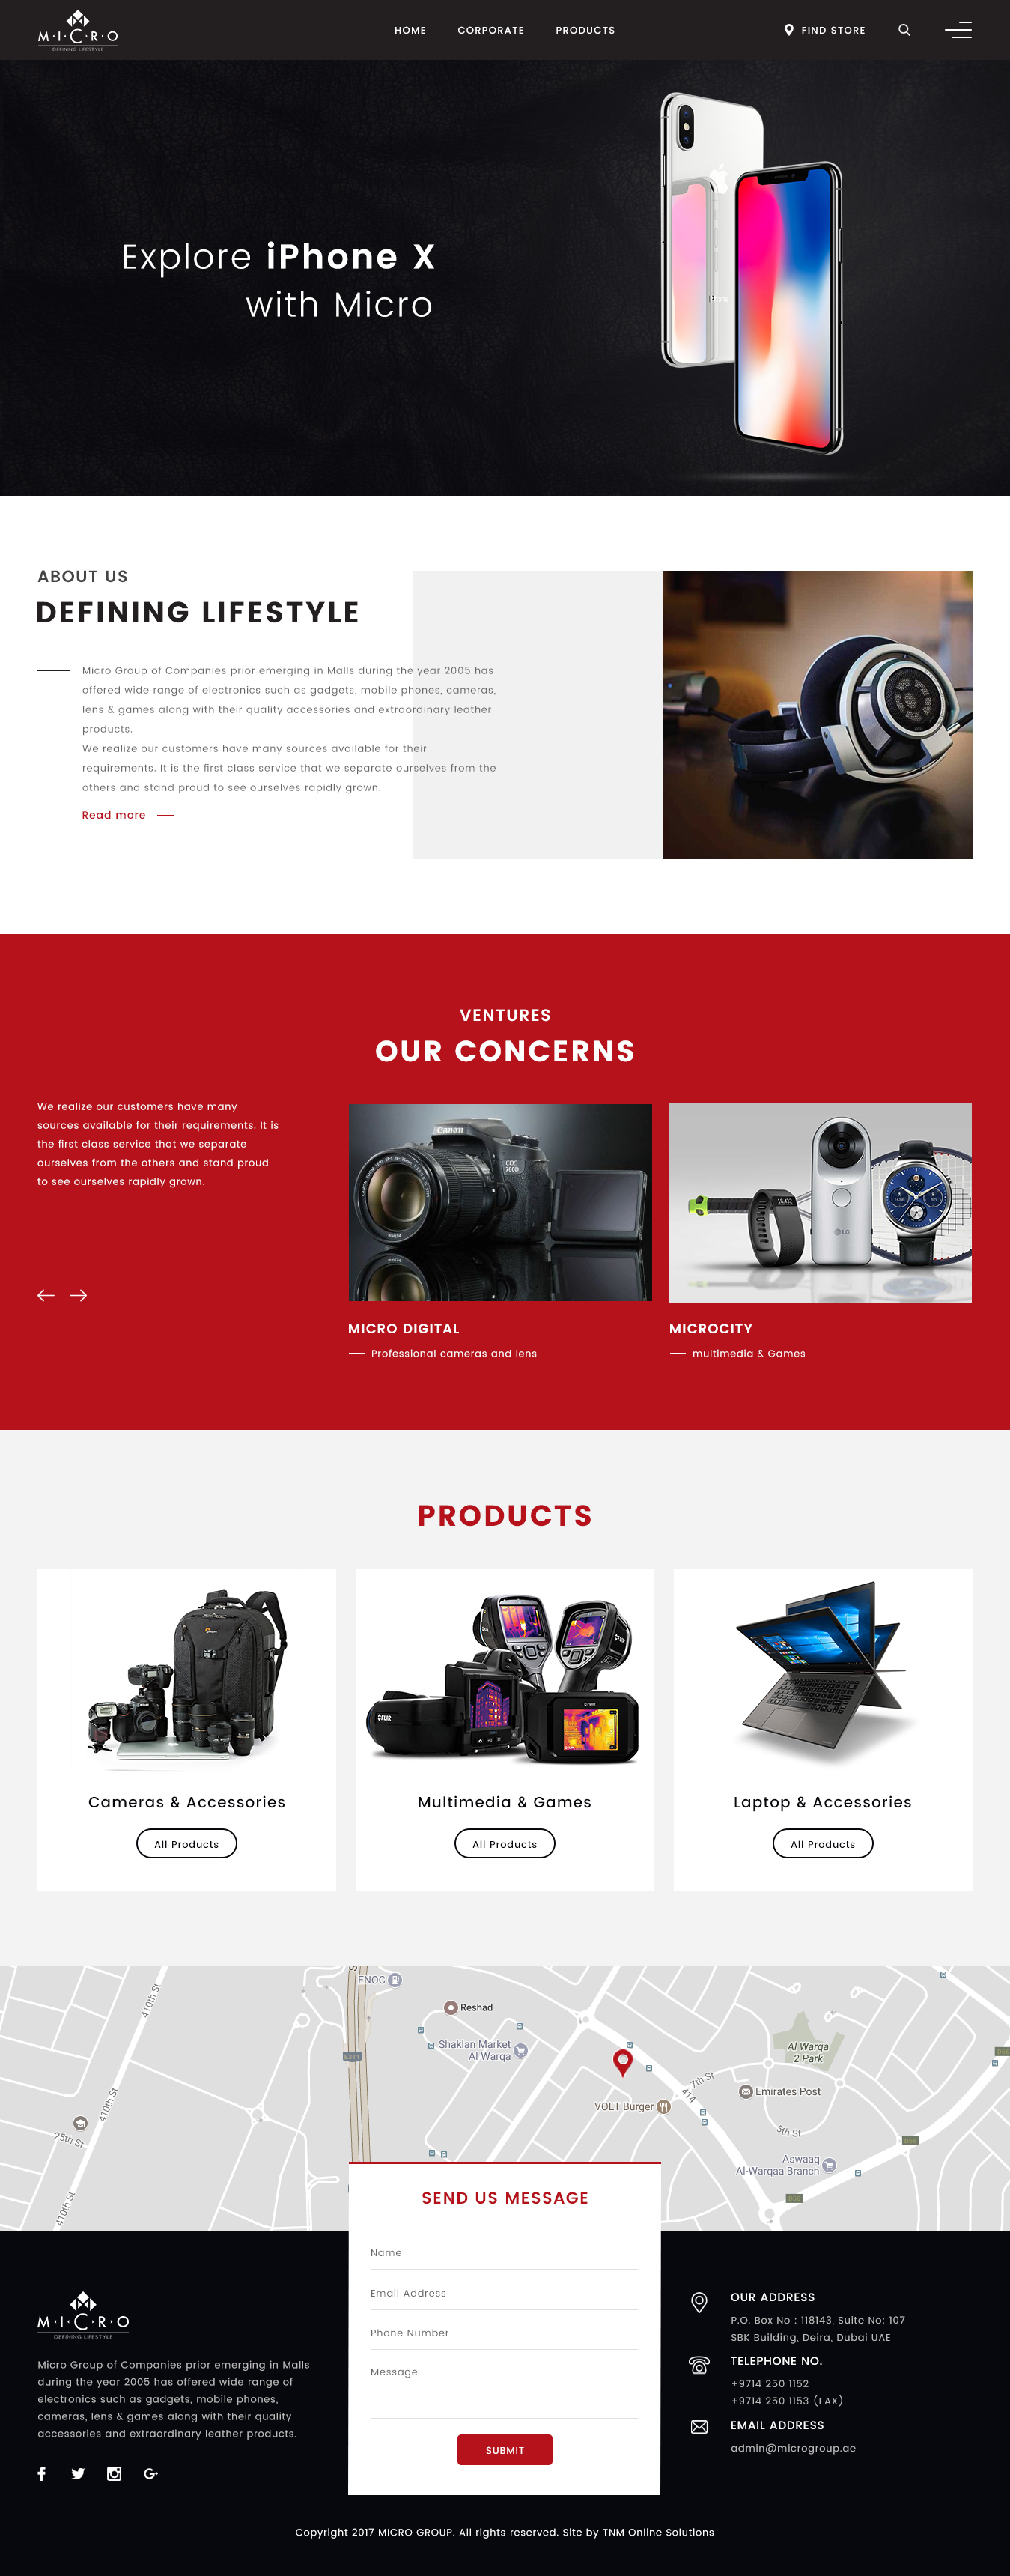 M·I·C·R·O
DEFINING LIFESTYLE
HOME CORPORATE PRODUCTS
FIND STORE
Explore iPhone X
with Micro
iPhone
ABOUT US
DEFINING LIFESTYLE
Micro Group of Companies prior emerging in Malls during the year 2005 has
offered wide range of electronics such as gadgets, mobile phones, cameras,
lens & games along with their quality accessories and extraordinary leather
products.
We realize our customers have many sources available for their
requirements. It is the first class service that we separate ourselves from the
others and stand proud to see ourselves rapidly grown.
Read more
VENTURES
OUR CONCERNS
We realize our customers have many
sources available for their requirements. It is
the first class service that we separate
ourselves from the others and stand proud
to see ourselves rapidly grown.
Canon
EOS
760D
LG
MICRO DIGITAL
Professional cameras and lens
MICROCITY
multimedia & Games
PRODUCTS
FLIR
Cameras & Accessories
All Products
Multimedia & Games
All Products
Laptop & Accessories
All Products
410th St
410th St
410th St
25th St
ENOC
Reshad
Shaklan Market
Al Warqa
VOLT Burger
7th St
414
Al Warqa
2 Park
Emirates Post
5th St
Aswaaq
Al-Warqaa Branch
SEND US MESSAGE
Name
Email Address
Phone Number
Message
SUBMIT
M·I·C·R·O
DEFINING LIFESTYLE
Micro Group of Companies prior emerging in Malls
during the year 2005 has offered wide range of
electronics such as gadgets, mobile phones,
cameras, lens & games along with their quality
accessories and extraordinary leather products.
OUR ADDRESS
P.O. Box No : 118143, Suite No: 107
SBK Building, Deira, Dubai UAE
TELEPHONE NO.
+9714 250 1152
+9714 250 1153 (FAX)
EMAIL ADDRESS
admin@microgroup.ae
Copyright 2017 MICRO GROUP. All rights reserved. Site by TNM Online Solutions